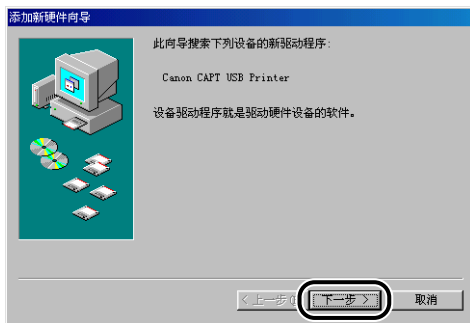 添加新硬件向导
此向导搜索下列设备的新驱动程序:
Canon CAPT USB Printer
设备驱动程序就是驱动硬件设备的软件。
< 上一步
下一步 >
取消